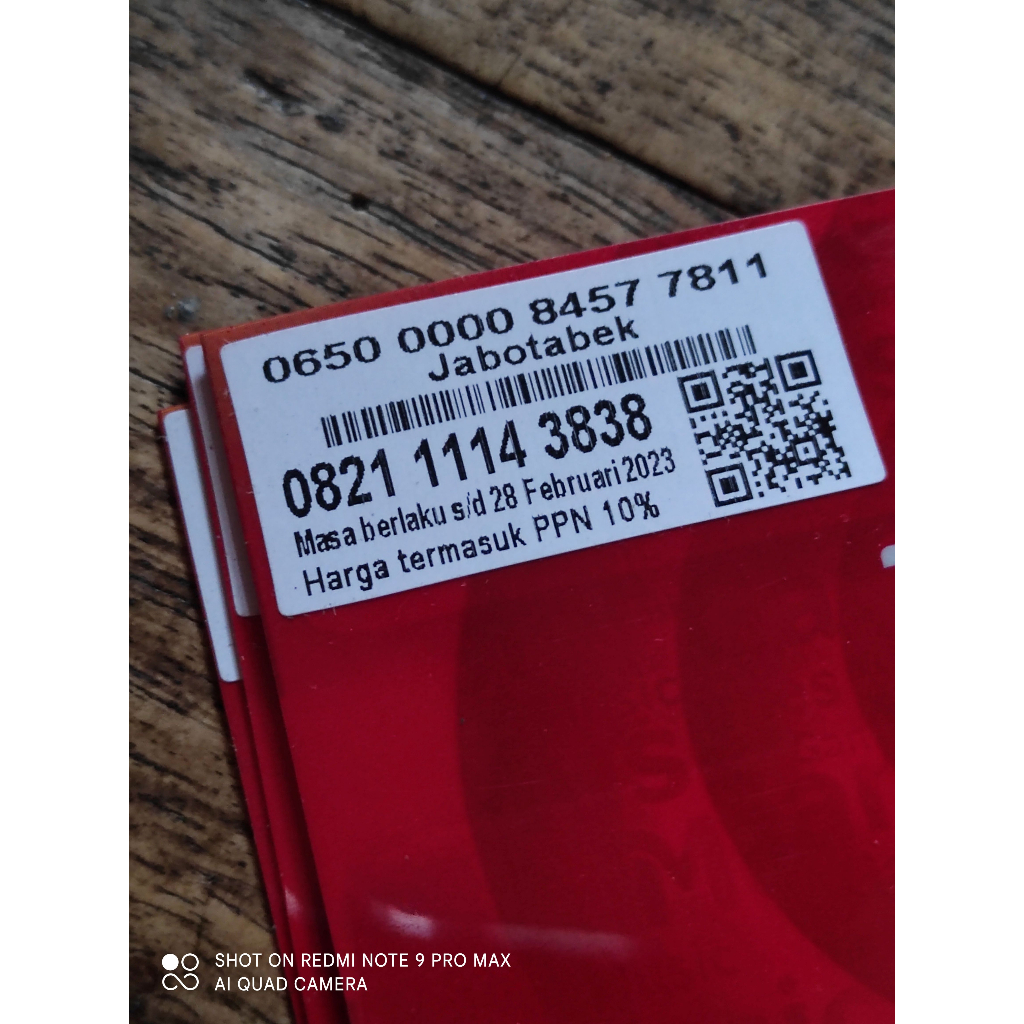 0650 0000 8457 7811
Jabotabek
0821 1114 3838
Masa berlaku s/d 28 Februari 2023
Harga termasuk PPN 10%
SHOT ON REDMI NOTE 9 PRO MAX
AI QUAD CAMERA